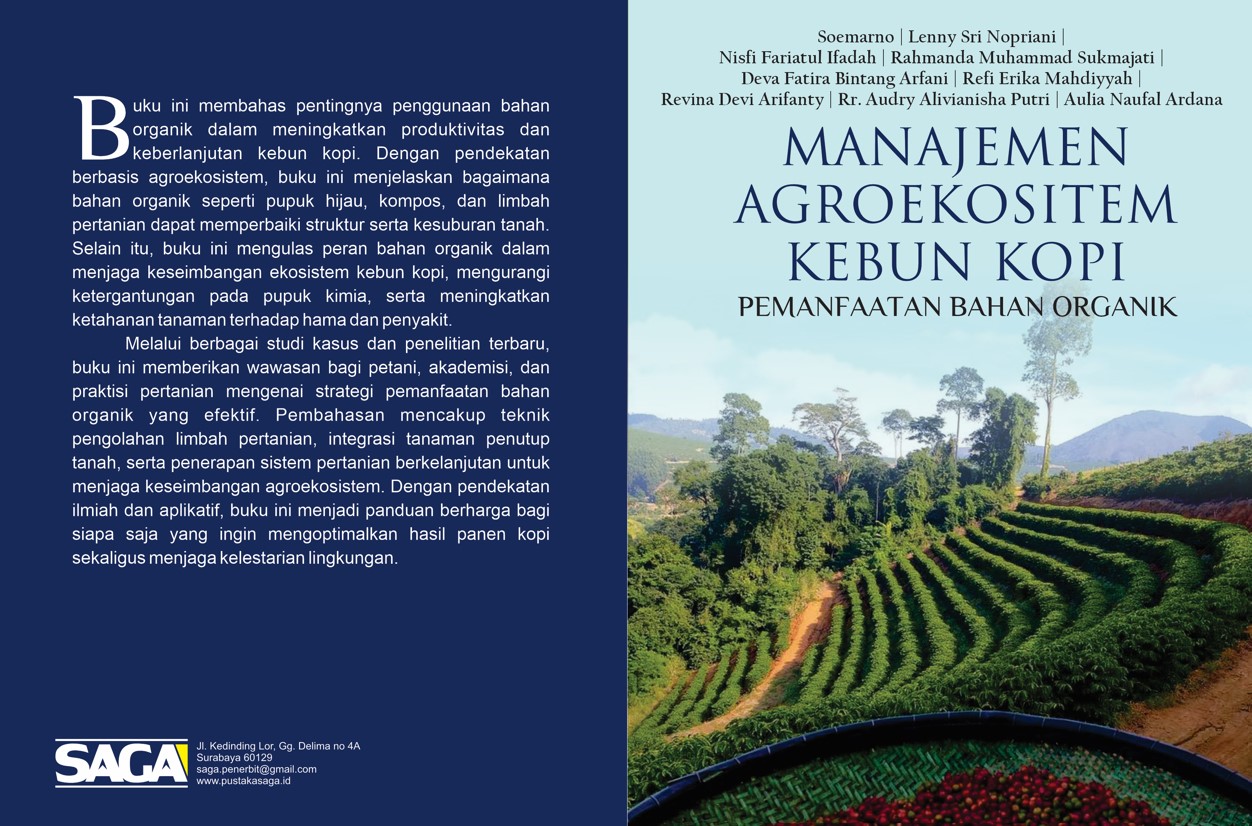 Buku ini membahas pentingnya penggunaan bahan
organik dalam meningkatkan produktivitas dan
keberlanjutan kebun kopi. Dengan pendekatan
berbasis agroekosistem, buku ini menjelaskan bagaimana
bahan organik seperti pupuk hijau, kompos, dan limbah
pertanian dapat memperbaiki struktur serta kesuburan tanah.
Selain itu, buku ini mengulas peran bahan organik dalam
menjaga keseimbangan ekosistem kebun kopi, mengurangi
ketergantungan pada pupuk kimia, serta meningkatkan
ketahanan tanaman terhadap hama dan penyakit.
Melalui berbagai studi kasus dan penelitian terbaru,
buku ini memberikan wawasan bagi petani, akademisi, dan
praktisi pertanian mengenai strategi pemanfaatan bahan
organik yang efektif. Pembahasan mencakup teknik
pengolahan limbah pertanian, integrasi tanaman penutup
tanah, serta penerapan sistem pertanian berkelanjutan untuk
menjaga keseimbangan agroekosistem. Dengan pendekatan
ilmiah dan aplikatif, buku ini menjadi panduan berharga bagi
siapa saja yang ingin mengoptimalkan hasil panen kopi
sekaligus menjaga kelestarian lingkungan.
SAGA
Jl. Kedinding Lor, Gg. Delima no 4A
Surabaya 60129
saga.penerbit@gmail.com
www.pustakasaga.id
Soemarno | Lenny Sri Nopriani |
Nisfi Fariatul Ifadah | Rahmanda Muhammad Sukmajati |
Deva Fatira Bintang Arfani | Refi Erika Mahdiyyah |
Revina Devi Arifanty | Rr. Audry Alivianisha Putri | Aulia Naufal Ardana
MANAJEMEN
AGROEKOSITEM
KEBUN KOPI
PEMANFAATAN BAHAN ORGANIK